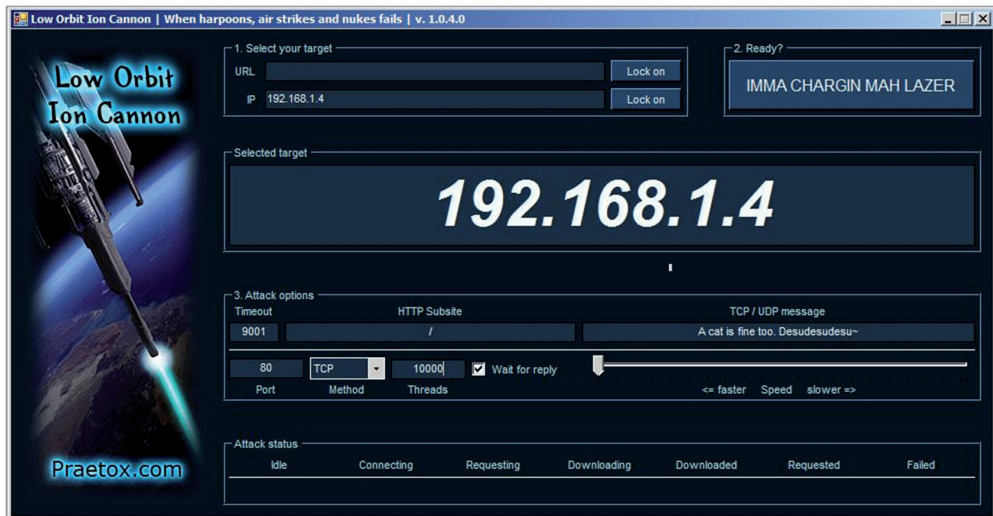 Low Orbit Ion Cannon | When harpoons, air strikes and nukes fails | v. 1.0.4.0
Low Orbit
Ion Cannon
Praetox.com
1. Select your target
URL Lock on
IP 192.168.1.4 Lock on
2. Ready?
IMMA CHARGIN MAH LAZER
Selected target
192.168.1.4
3. Attack options
Timeout HTTP Subsite TCP / UDP message
9001 / A cat is fine too. Desudesudesu~
80 TCP 10000 Wait for reply
Port Method Threads <= faster Speed slower =>
Attack status
Idle Connecting Requesting Downloading Downloaded Requested Failed